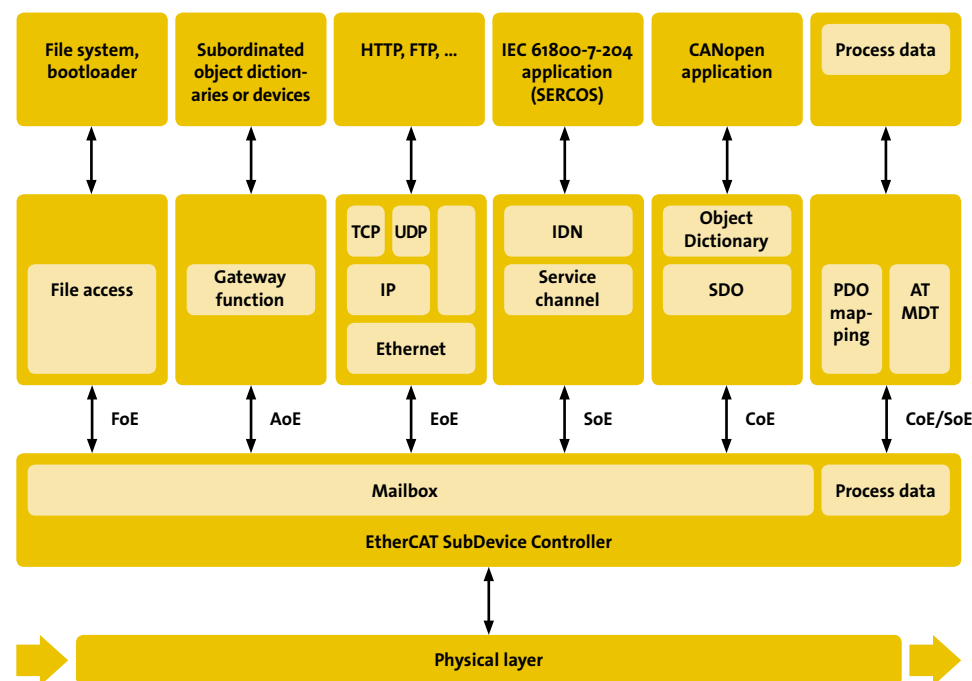 File system,
bootloader
Subordinated
object diction-
aries or devices
HTTP, FTP, ...
IEC 61800-7-204
application
(SERCOS)
CANopen
application
Process data
File access
Gateway
function
TCP
UDP
IP
Ethernet
IDN
Service
channel
Object
Dictionary
SDO
PDO
map-
ping
AT
MDT
FoE
AoE
EoE
SoE
CoE
CoE/SoE
Mailbox
Process data
EtherCAT SubDevice Controller
Physical layer